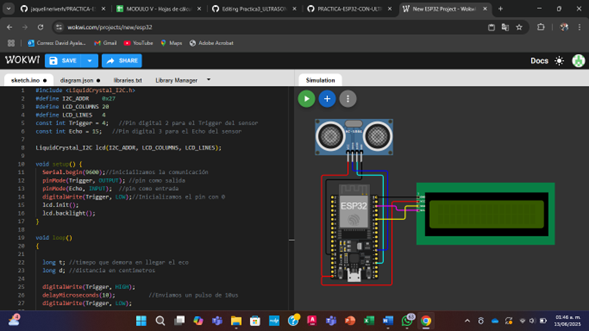 jaquelinerivertv/PRACTICA-E
MODULO V - Hojas de cálcu
Editing Practica3_ULTRASO
PRACTICA-ESP32-CON-ULT
New ESP32 Project - Wokwi
wokwi.com/projects/new/esp32
Correo: David Ayala...
Gmail
YouTube
Maps
Adobe Acrobat
WOKWI
SAVE
SHARE
Docs
sketch.ino
diagram.json
libraries.txt
Library Manager
Simulation
1 #include <LiquidCrystal_I2C.h>
2 #define I2C_ADDR 0x27
3 #define LCD_COLUMNS 20
4 #define LCD_LINES 4
5 const int Trigger = 4; //Pin digital 2 para el Trigger del sensor
6 const int Echo = 15; //Pin digital 3 para el Echo del sensor
7
8 LiquidCrystal_I2C lcd(I2C_ADDR, LCD_COLUMNS, LCD_LINES);
9
10 void setup() {
11 Serial.begin(9600);//iniciailzamos la comunicación
12 pinMode(Trigger, OUTPUT); //pin como salida
13 pinMode(Echo, INPUT); //pin como entrada
14 digitalWrite(Trigger, LOW);//Inicializamos el pin con 0
15 lcd.init();
16 lcd.backlight();
17 }
18
19 void loop()
20 {
21
22 long t; //timepo que demora en llegar el eco
23 long d; //distancia en centimetros
24
25 digitalWrite(Trigger, HIGH);
26 delayMicroseconds(10); //Enviamos un pulso de 10us
27 digitalWrite(Trigger, LOW);
ESP32
01:46 a. m.
13/06/2025